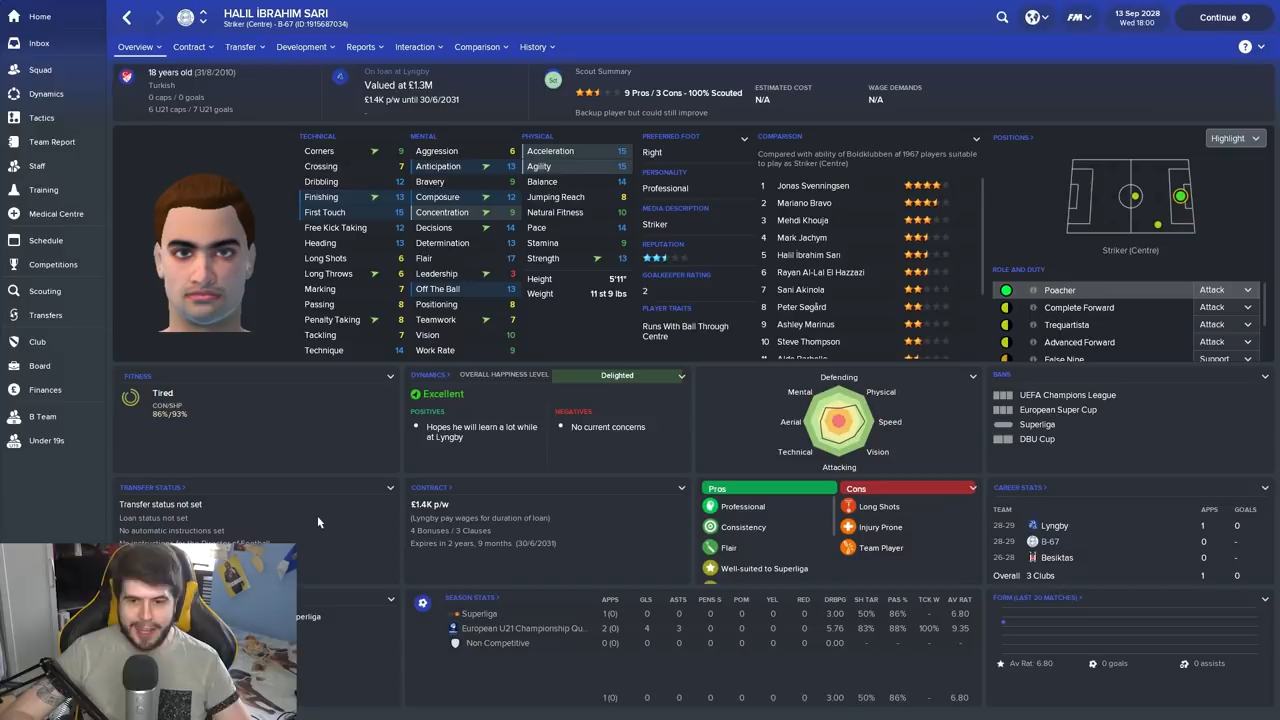 Home
HALIL İBRAHIM SARI
Striker (Centre) - B-67 (ID:1915687034)
FM
13 Sep 2028
Wed 18:00
Continue
Inbox
Squad
Dynamics
Tactics
Team Report
Staff
Training
Medical Centre
Schedule
Competitions
Scouting
Transfers
Club
Board
Finances
B Team
Under 19s
Overview
Contract
Transfer
Development
Reports
Interaction
Comparison
History
?
18 years old (31/8/2010)
Turkish
0 caps / 0 goals
6 U21 caps / 7 U21 goals
On loan at Lyngby
Valued at £1.3M
£1.4K p/w until 30/6/2031
-
Sct
Scout Summary
9 Pros / 3 Cons - 100% Scouted
Backup player but could still improve
ESTIMATED COST
N/A
WAGE DEMANDS
N/A
TECHNICAL
Corners 9
Crossing 7
Dribbling 12
Finishing 13
First Touch 15
Free Kick Taking 12
Heading 13
Long Shots 6
Long Throws 6
Marking 7
Passing 8
Penalty Taking 8
Tackling 7
Technique 14
MENTAL
Aggression 6
Anticipation 13
Bravery 9
Composure 12
Concentration 9
Decisions 14
Determination 13
Flair 17
Leadership 3
Off The Ball 13
Positioning 8
Teamwork 7
Vision 10
Work Rate 9
PHYSICAL
Acceleration 15
Agility 15
Balance 14
Jumping Reach 8
Natural Fitness 10
Pace 14
Stamina 9
Strength 13
Height 5'11"
Weight 11 st 9 lbs
PREFERRED FOOT
Right
PERSONALITY
Professional
MEDIA DESCRIPTION
Striker
REPUTATION
GOALKEEPER RATING
2
PLAYER TRAITS
Runs With Ball Through
Centre
COMPARISON
Compared with ability of Boldklubben af 1967 players suitable
to play as Striker (Centre)
1 Jonas Svenningsen
2 Mariano Bravo
3 Mehdi Khouja
4 Mark Jachym
5 Halil İbrahim Sari
6 Rayan Al-Lal El Hazzazi
7 Sani Akinola
8 Peter Søgård
9 Ashley Marinus
10 Steve Thompson
POSITIONS >
Highlight
Striker (Centre)
ROLE AND DUTY
Poacher Attack
Complete Forward Attack
Trequartista Attack
Advanced Forward Attack
False Nine Support
FITNESS
Tired
CON/SHP
86%/93%
DYNAMICS >
OVERALL HAPPINESS LEVEL
Delighted
Excellent
POSITIVES
Hopes he will learn a lot while
at Lyngby
NEGATIVES
No current concerns
Defending
Mental
Physical
Aerial
Speed
Technical
Vision
Attacking
BANS
UEFA Champions League
European Super Cup
Superliga
DBU Cup
TRANSFER STATUS >
Transfer status not set
Loan status not set
No automatic instructions set
perliga
CONTRACT >
£1.4K p/w
(Lyngby pay wages for duration of loan)
4 Bonuses / 3 Clauses
Expires in 2 years, 9 months (30/6/2031)
Pros
Professional
Consistency
Flair
Well-suited to Superliga
Cons
Long Shots
Injury Prone
Team Player
CAREER STATS >
TEAM APPS GOALS
28-29 Lyngby 1 0
28-29 B-67 0 -
26-28 Besiktas 0 -
Overall 3 Clubs 1 0
SEASON STATS >
APPS GLS ASTS PENS S POM YEL RED DRBPG SH TAR PAS % TCK W AV RAT
Superliga 1 (0) 0 0 0 0 0 0 3.00 50% 86% - 6.80
European U21 Championship Qu... 2 (0) 4 3 0 0 0 0 5.76 83% 88% 100% 9.35
Non Competitive 0 (0) 0 0 0 0 0 0 0.00 - - - -
1 (0) 0 0 0 0 0 0 3.00 50% 86% - 6.80
FORM (LAST 20 MATCHES) >
Av Rat: 6.80
0 goals
0 assists